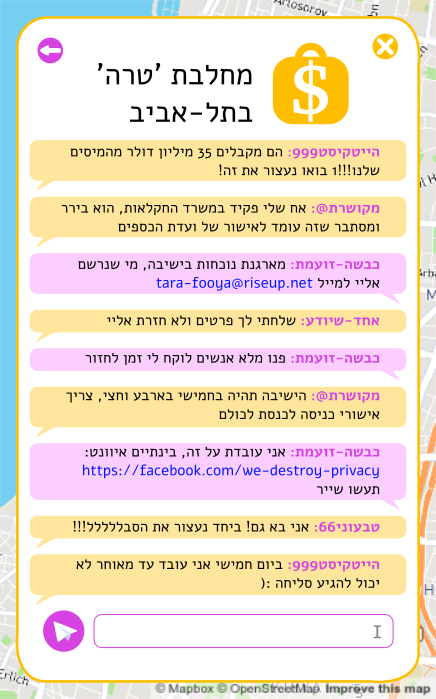 Artosorov
$
מחלבת 'טרה'
בתל-אביב
הייטקיסט999: הם מקבלים 35 מיליון דולר מהמיסים
שלנו!!!1 בואו נעצור את זה!
מקושרת@: אח שלי פקיד במשרד החקלאות, הוא בירר
ומסתבר שזה עומד לאישור של ועדת הכספים
כבשה-זועמת: מארגנת נוכחות בישיבה, מי שנרשם
אליי למייל tara-fooya@riseup.net
אחד-שיודע: שלחתי לך פרטים ולא חזרת אליי
כבשה-זועמת: פנו מלא אנשים לוקח לי זמן לחזור
מקושרת@: הישיבה תהיה בחמישי בארבע וחצי, צריך
אישורי כניסה לכנסת לכולם
כבשה-זועמת: אני עובדת על זה, בינתיים איוונט:
https://facebook.com/we-destroy-privacy
תעשו שייר
טבעוני66: אני בא גם! ביחד נעצור את הסבלללללל!!!
הייטקיסט999: ביום חמישי אני עובד עד מאוחר לא
יכול להגיע סליחה :(
Erlich
© Mapbox © OpenStreetMap Improve this map